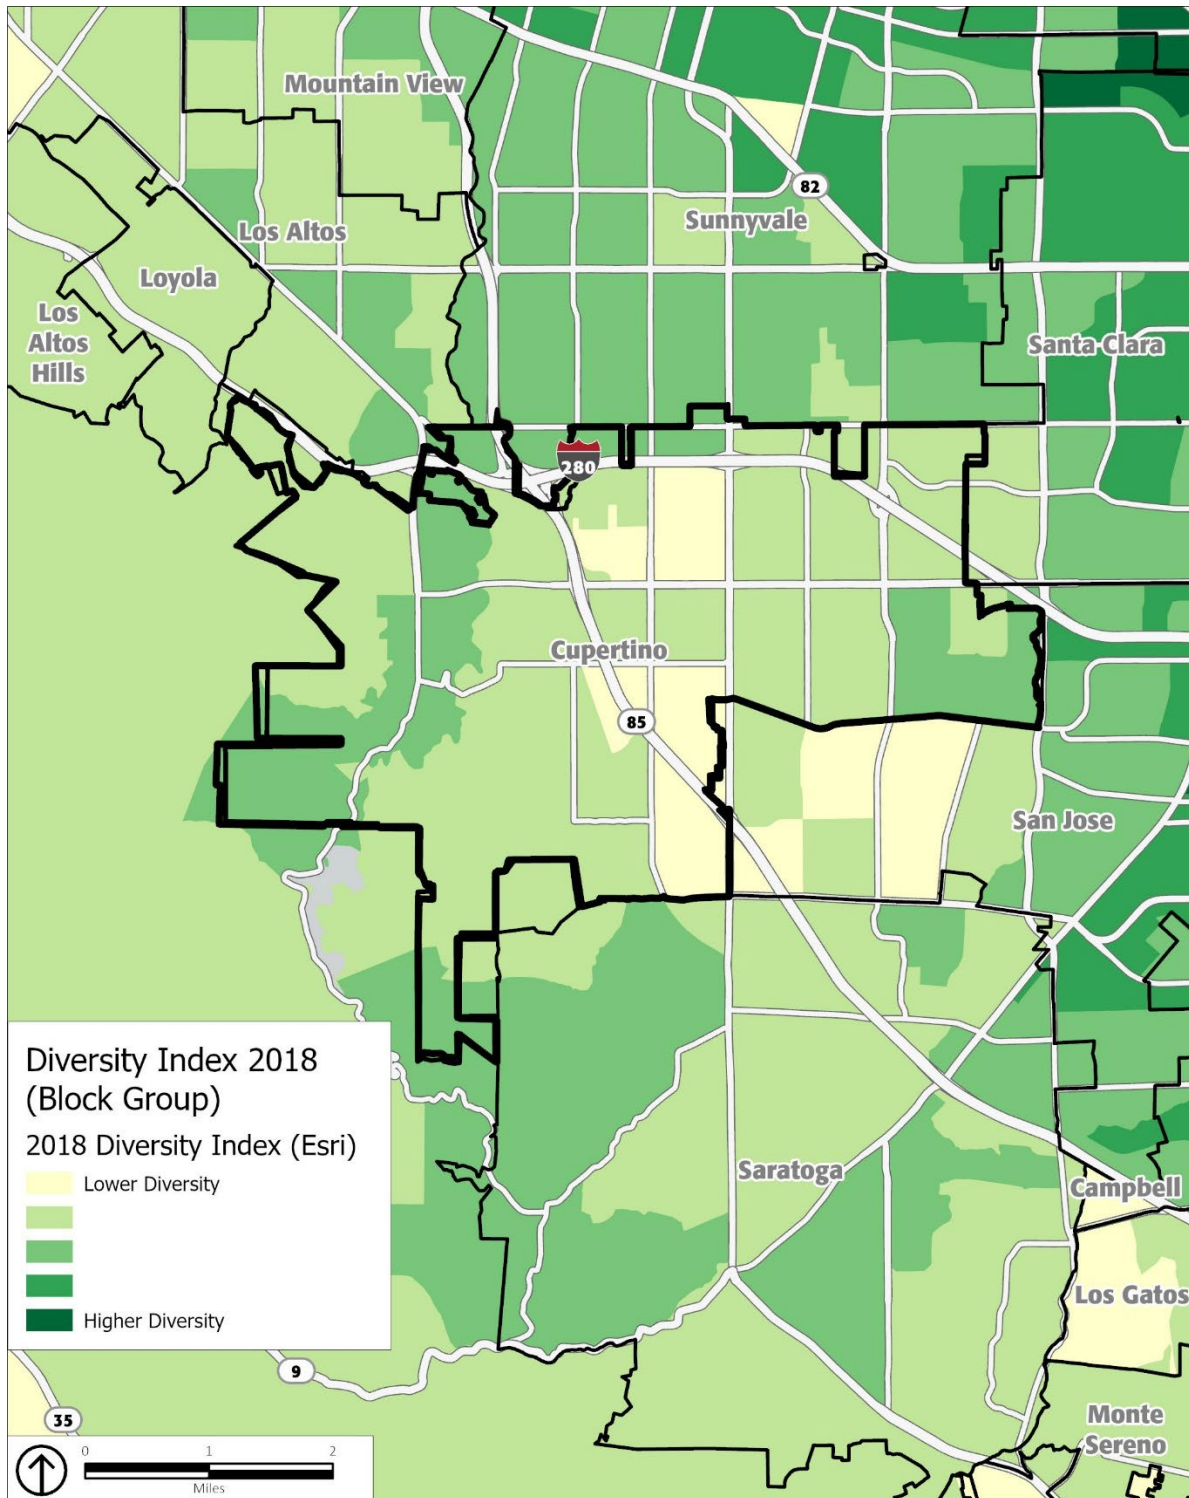 Mountain View
82
Sunnyvale
Los Altos
Loyola
Los
Altos
Hills
Santa Clara
280
Cupertino
85
San Jose
Diversity Index 2018
(Block Group)
2018 Diversity Index (Esri)
Lower Diversity
Higher Diversity
Saratoga
Campbell
Los Gatos
9
35
Monte
Sereno
0 1 2
Miles